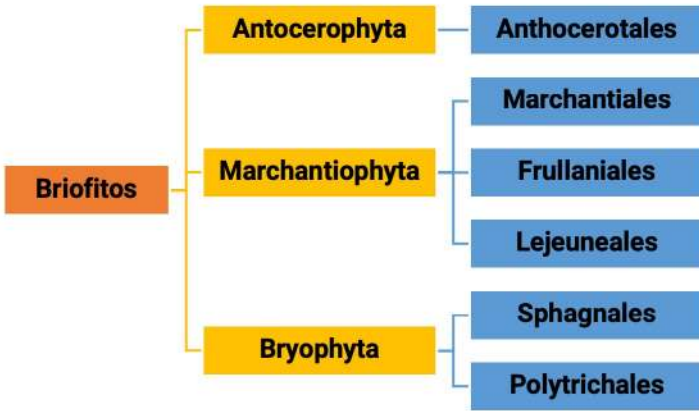 Briofitos
Antocerophyta
Anthocerotales
Marchantiophyta
Marchantiales
Frullaniales
Lejeuneales
Bryophyta
Sphagnales
Polytrichales